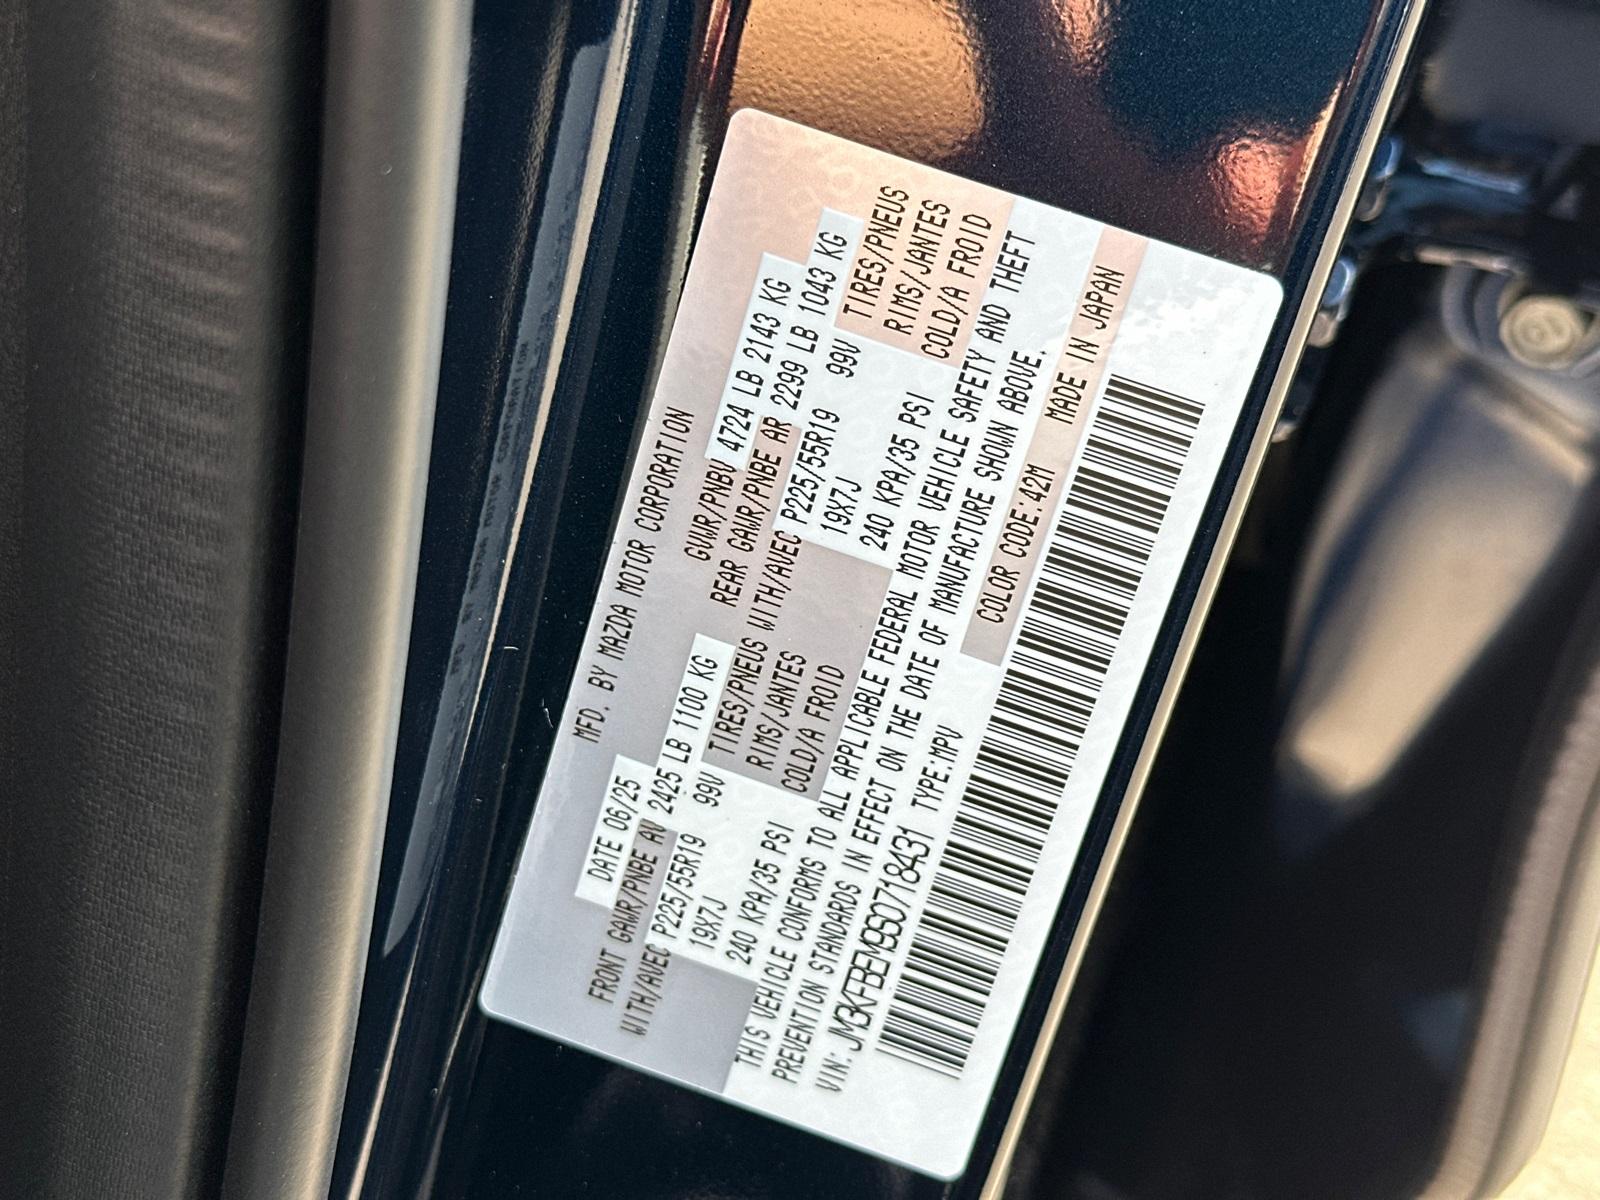 MFD. BY MAZDA MOTOR CORPORATION
DATE 06/25 GVWR/PNBV 4724 LB 2143 KG
FRONT GAWR/PNBE AV 2425 LB 1100 KG REAR GAWR/PNBE AR 2299 LB 1043 KG
WITH/AVEC P225/55R19 99V TIRES/PNEUS WITH/AVEC P225/55R19 99V TIRES/PNEUS
19X7J RIMS/JANTES 19X7J RIMS/JANTES
240 KPA/35 PSI COLD/A FROID 240 KPA/35 PSI COLD/A FROID
THIS VEHICLE CONFORMS TO ALL APPLICABLE FEDERAL MOTOR VEHICLE SAFETY AND THEFT
PREVENTION STANDARDS IN EFFECT ON THE DATE OF MANUFACTURE SHOWN ABOVE.
VIN: JM3KFBEM9S0718431 TYPE:MPV COLOR CODE:42M MADE IN JAPAN